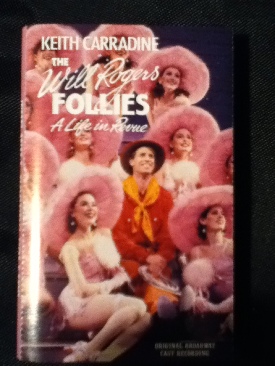 KEITH CARRADINE
THE
Will Rogers
FOLLIES
A Life in Revue
ORIGINAL BROADWAY
CAST RECORDING